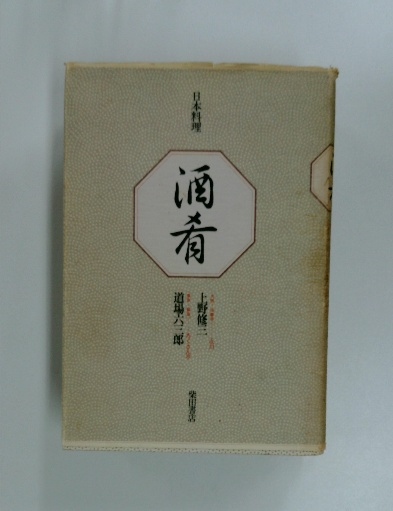 日本料理
酒肴
上野修三
道場六三郎
柴田書店